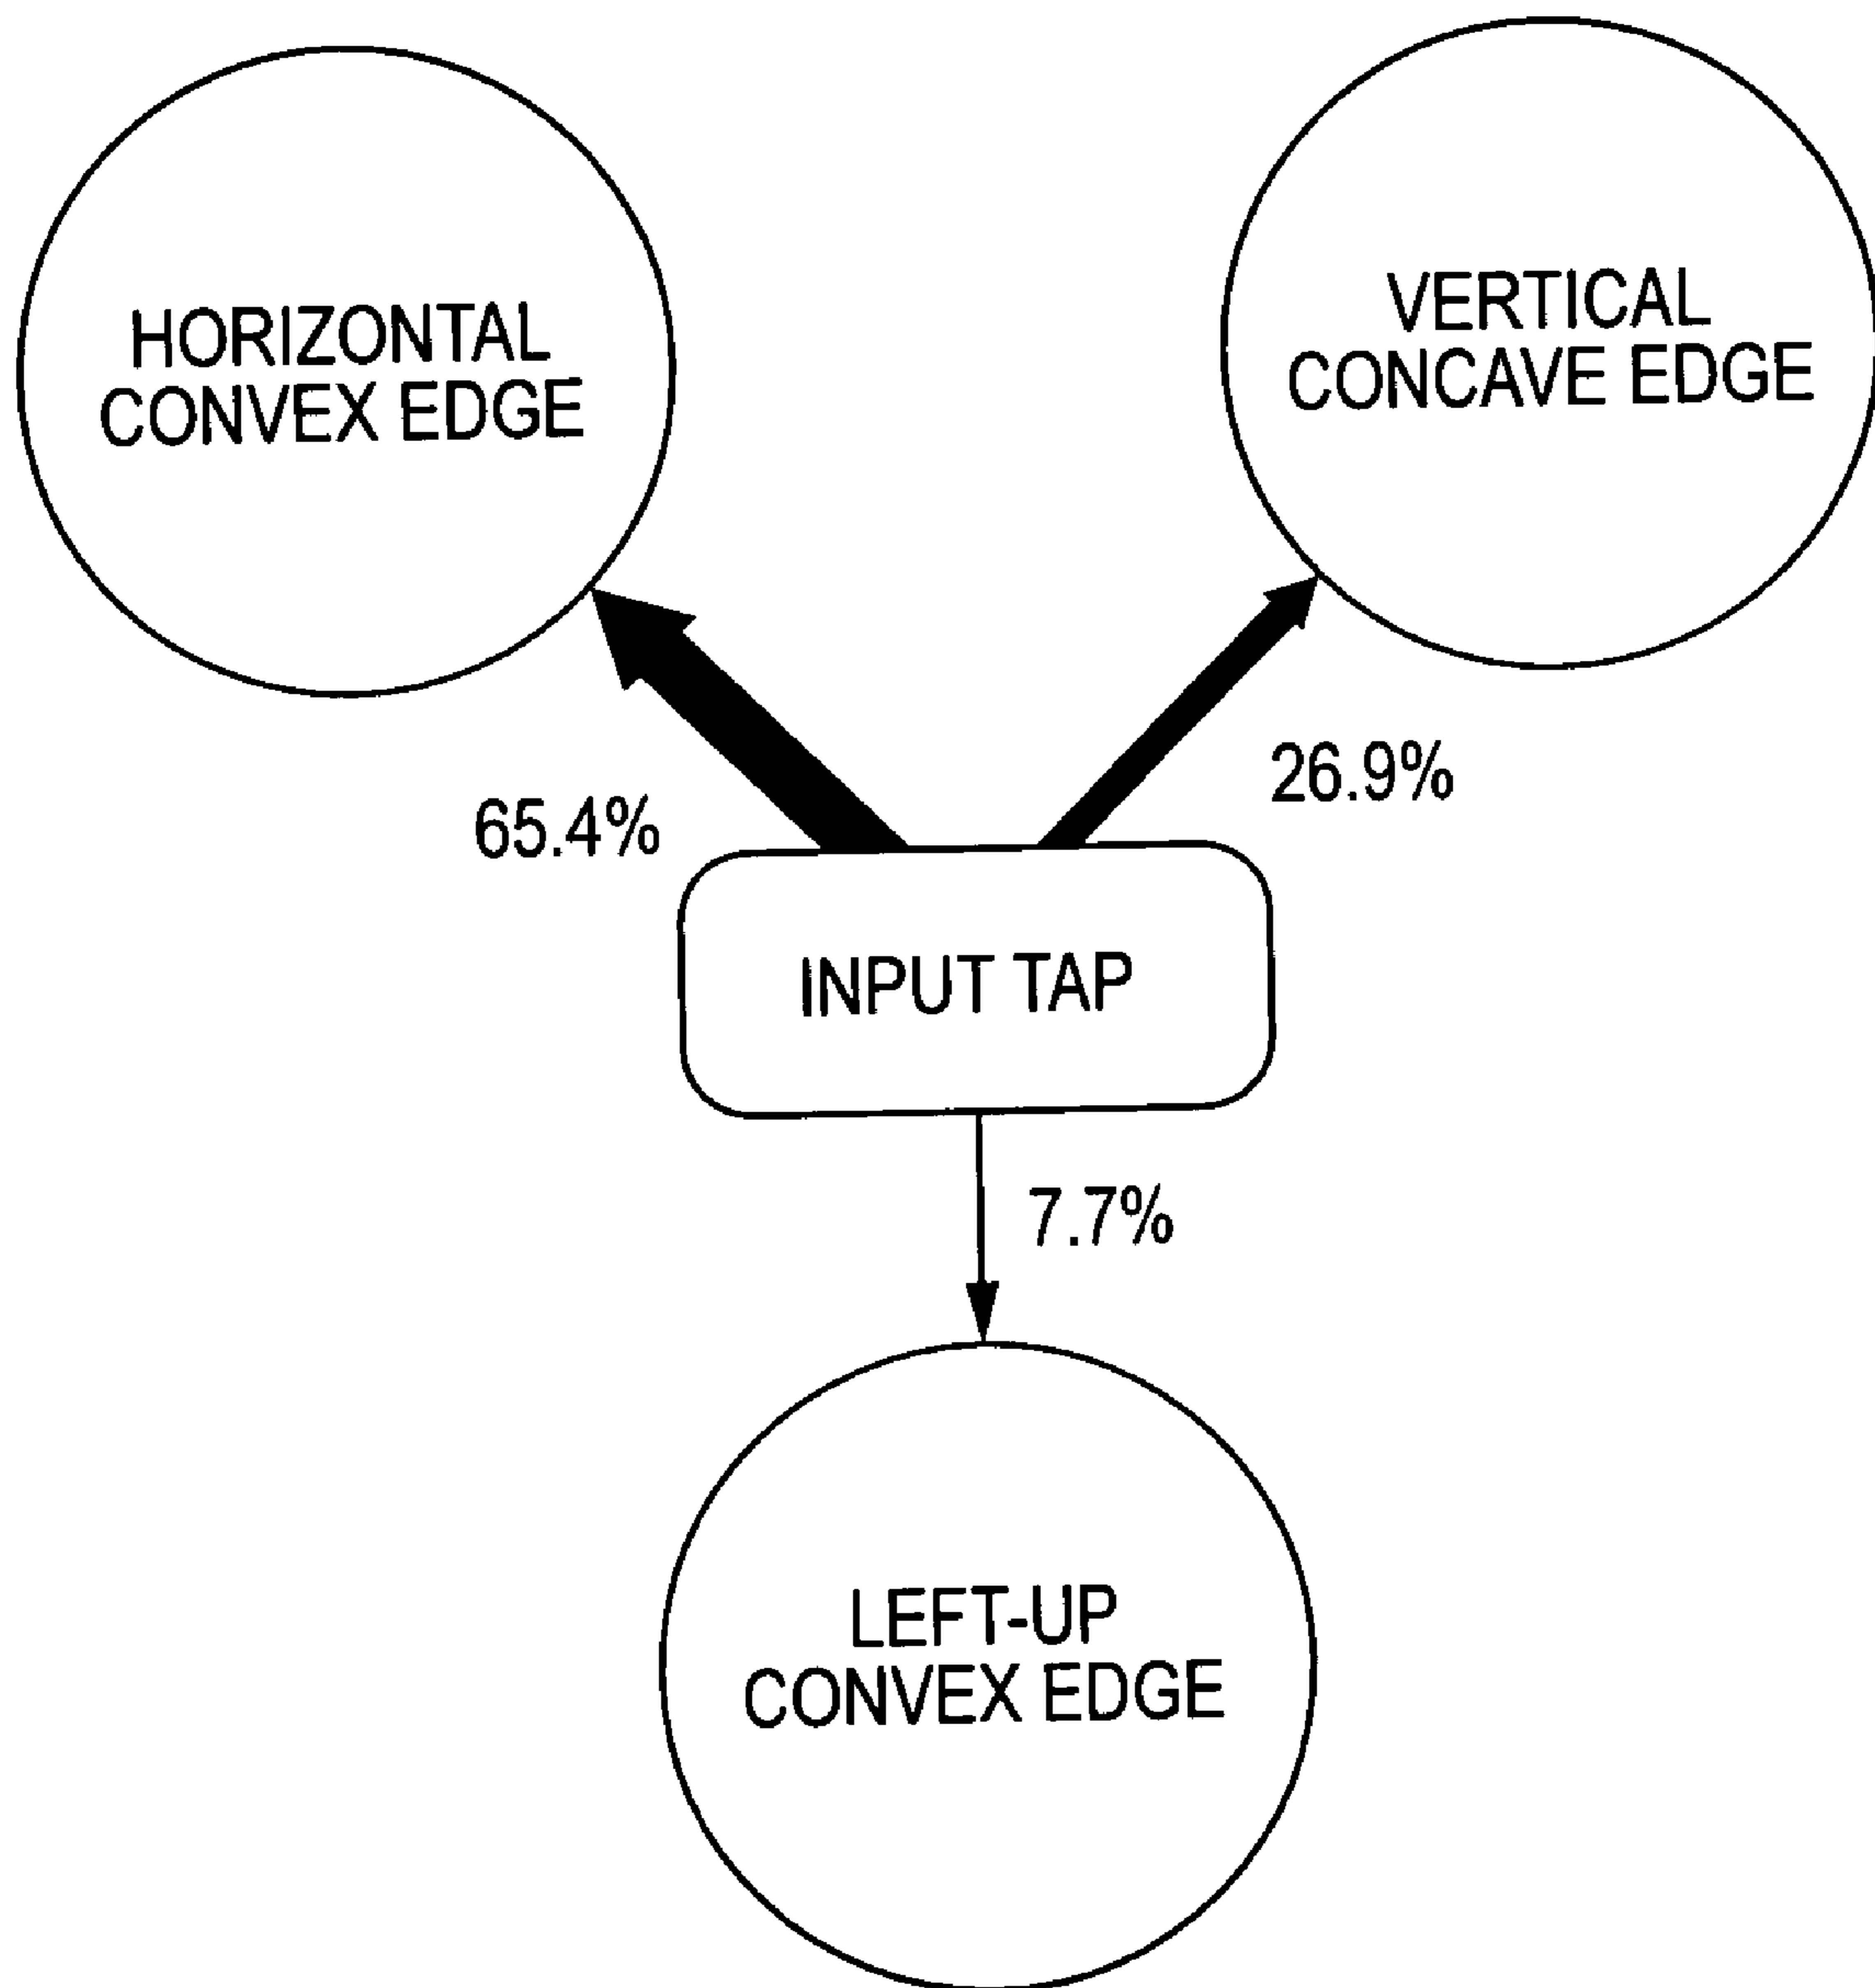 HORIZONTAL
CONVEX EDGE
VERTICAL
CONCAVE EDGE
65.4%
26.9%
INPUT TAP
7.7%
LEFT-UP
CONVEX EDGE